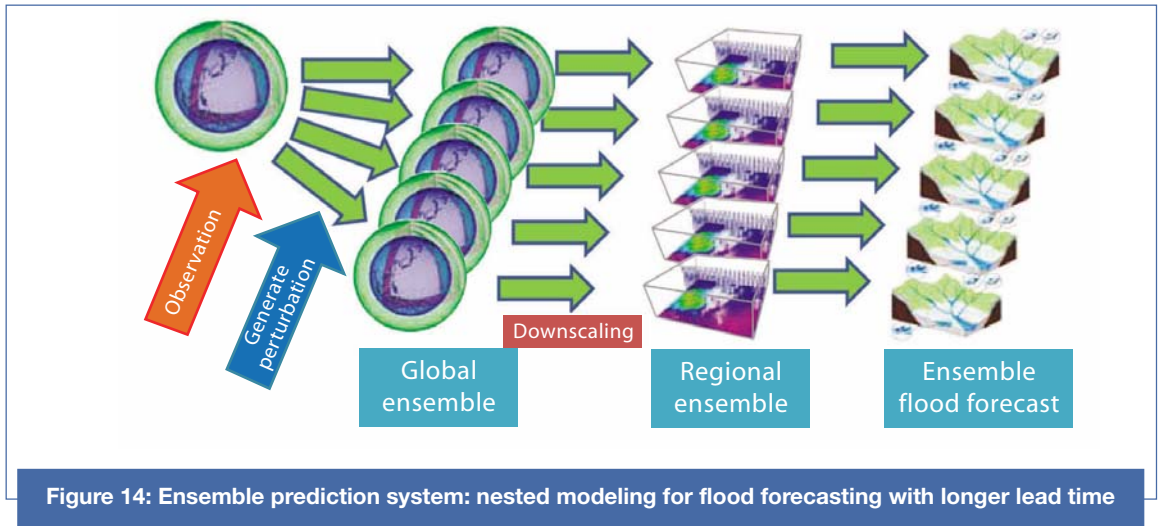 Observation
Generate
perturbation
Downscaling
Global
ensemble
Regional
ensemble
Ensemble
flood forecast
Figure 14: Ensemble prediction system: nested modeling for flood forecasting with longer lead time